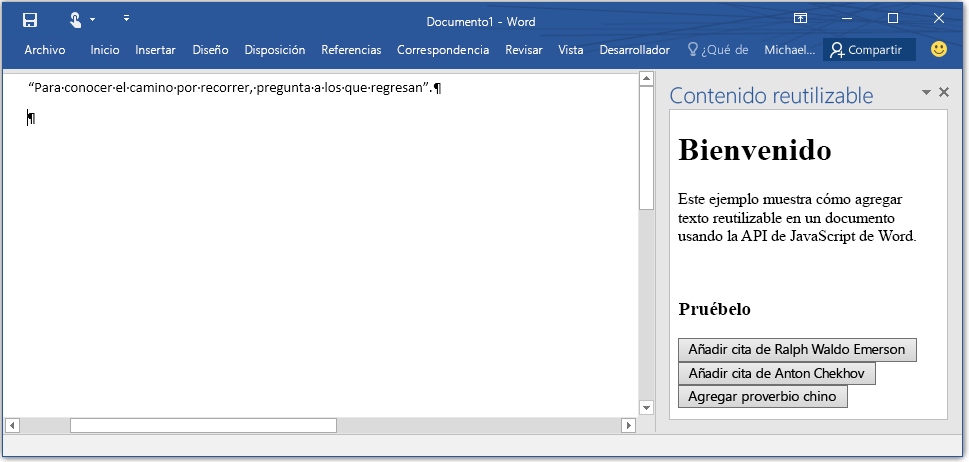 Documento1 - Word
Archivo Inicio Insertar Diseño Disposición Referencias Correspondencia Revisar Vista Desarrollador ¿Qué de Michael... Compartir
“Para·conocer·el·camino·por·recorrer,·pregunta·a·los·que·regresan”.¶
¶
Contenido reutilizable
Bienvenido
Este ejemplo muestra cómo agregar
texto reutilizable en un documento
usando la API de JavaScript de Word.
Pruébelo
Añadir cita de Ralph Waldo Emerson
Añadir cita de Anton Chekhov
Agregar proverbio chino